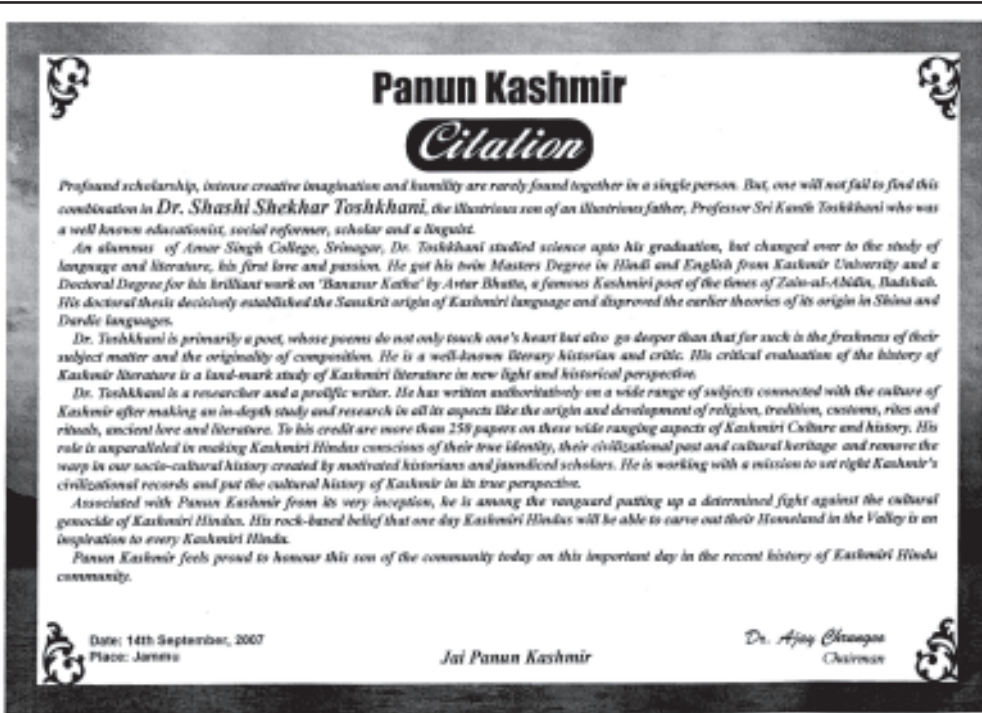 Panun Kashmir
Citation
Profound scholarship, intense creative imagination and humility are rarely found together in a single person. But, one will not fail to find this
combination in Dr. Shashi Shekhar Toshkhani, the illustrious son of an illustrious father, Professor Sri Kanth Toshkhani who was
a well known educationist, social reformer, scholar and a linguist.
An alumnus of Amar Singh College, Srinagar, Dr. Toshkhani studied science upto his graduation, but changed over to the study of
language and literature, his first love and passion. He got his twin Masters Degree in Hindi and English from Kashmir University and a
Doctoral Degree for his brilliant work on 'Banasur Katha' by Avtar Bhatta, a famous Kashmiri poet of the times of Zain-ul-Abidin, Badshah.
His doctoral thesis decisively established the Sanskrit origin of Kashmiri language and disproved the earlier theories of its origin in Shina and
Dardic languages.
Dr. Toshkhani is primarily a poet, whose poems do not only touch one's heart but also go deeper than that for such is the freshness of their
subject matter and the originality of composition. He is a well-known literary historian and critic. His critical evaluation of the history of
Kashmir literature is a land-mark study of Kashmiri literature in new light and historical perspective.
Dr. Toshkhani is a researcher and a prolific writer. He has written authoritatively on a wide range of subjects connected with the culture of
Kashmir after making an in-depth study and research in all its aspects like the origin and development of religion, tradition, customs, rites and
rituals, ancient lore and literature. To his credit are more than 250 papers on these wide ranging aspects of Kashmiri Culture and history. His
role is unparalleled in making Kashmiri Hindus conscious of their true identity, their civilizational past and cultural heritage and remove the
warp in our socio-cultural history created by motivated historians and jaundiced scholars. He is working with a mission to set right Kashmir's
civilizational records and put the cultural history of Kashmir in its true perspective.
Associated with Panun Kashmir from its very inception, he is among the vanguard putting up a determined fight against the cultural
genocide of Kashmiri Hindus. His rock-based belief that one day Kashmiri Hindus will be able to carve out their Homeland in the Valley is an
inspiration to every Kashmiri Hindu.
Panun Kashmir feels proud to honour this son of the community today on this important day in the recent history of Kashmiri Hindu
community.
Date: 14th September, 2007
Place: Jammu
Jai Panun Kashmir
Dr. Ajay Chrungoo
Chairman